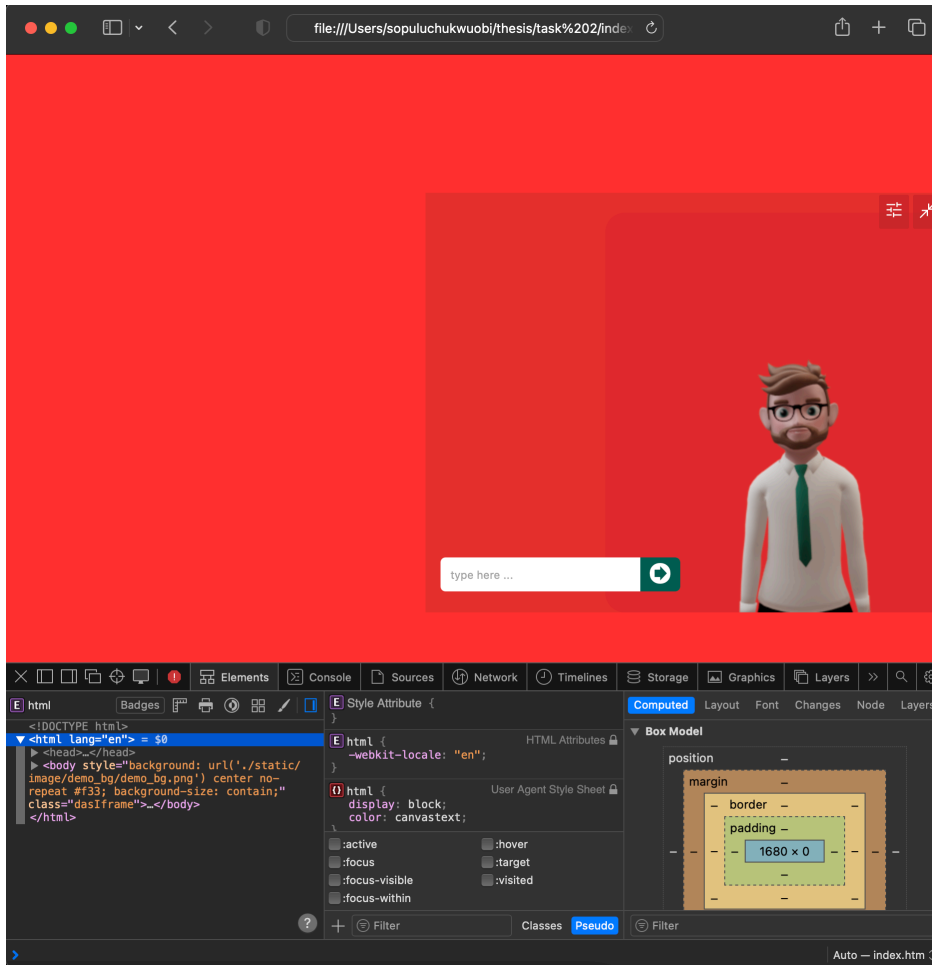 file:///Users/sopuluchukwuobi/thesis/task%202/inde
type here ...
Elements
Console
Sources
Network
Timelines
Storage
Graphics
Layers
E html
Badges
<!DOCTYPE html>
<html lang="en"> = $0
<head>…</head>
<body style="background: url('./static/
image/demo_bg/demo_bg.png') center no-
repeat #f33; background-size: contain;"
class="dasIframe">…</body>
</html>
?
E Style Attribute {
}
E html { HTML Attributes
-webkit-locale: "en";
}
{} html { User Agent Style Sheet
display: block;
color: canvastext;
}
:active
:hover
:focus
:target
:focus-visible
:visited
:focus-within
+ Filter
Classes
Pseudo
Computed
Layout
Font
Changes
Node
Layers
Box Model
position –
margin –
– border – –
padding –
– – – – 1680 × 0 – – – –
–
– – –
Filter
Auto — index.htm